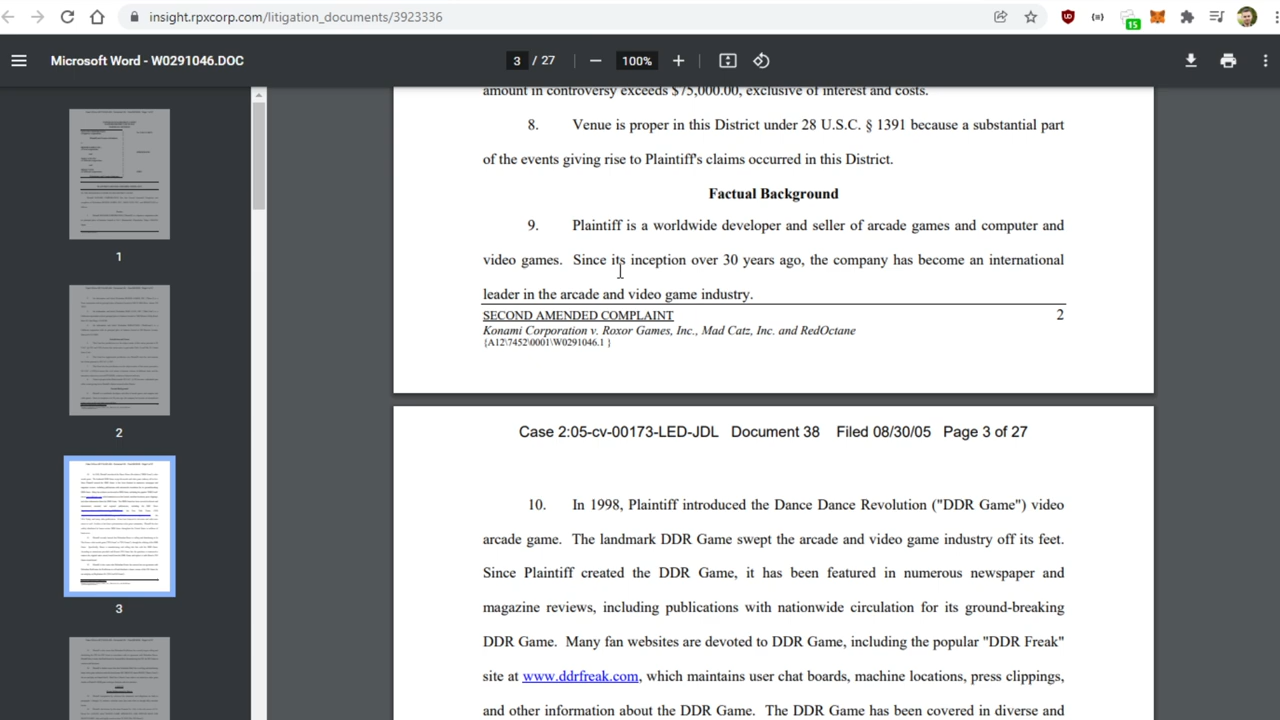 insight.rpxcorp.com/litigation_documents/3923336
15
Microsoft Word - W0291046.DOC
3 / 27
100%
amount in controversy exceeds $75,000.00, exclusive of interest and costs.
8. Venue is proper in this District under 28 U.S.C. § 1391 because a substantial part
of the events giving rise to Plaintiff's claims occurred in this District.
Factual Background
9. Plaintiff is a worldwide developer and seller of arcade games and computer and
video games. Since its inception over 30 years ago, the company has become an international
leader in the arcade and video game industry.
SECOND AMENDED COMPLAINT 2
Konami Corporation v. Roxor Games, Inc., Mad Catz, Inc. and RedOctane
{A12\7452\0001\W0291046.1 }
Case 2:05-cv-00173-LED-JDL Document 38 Filed 08/30/05 Page 3 of 27
10. In 1998, Plaintiff introduced the Dance Dance Revolution ("DDR Game") video
arcade game. The landmark DDR Game swept the arcade and video game industry off its feet.
Since Plaintiff created the DDR Game, it has been featured in numerous newspaper and
magazine reviews, including publications with nationwide circulation for its ground-breaking
DDR Game. Many fan websites are devoted to DDR Game, including the popular "DDR Freak"
site at www.ddrfreak.com, which maintains user chat boards, machine locations, press clippings,
and other information about the DDR Game. The DDR Game has been covered in diverse and
1
2
3